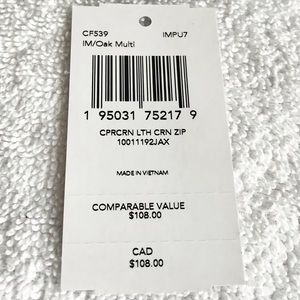 CF539 IMPU7
IM/Oak Multi
1 95031 75217 9
CPRCRN LTH CRN ZIP
10011192JAX
MADE IN VIETNAM
COMPARABLE VALUE
$108.00
CAD
$108.00